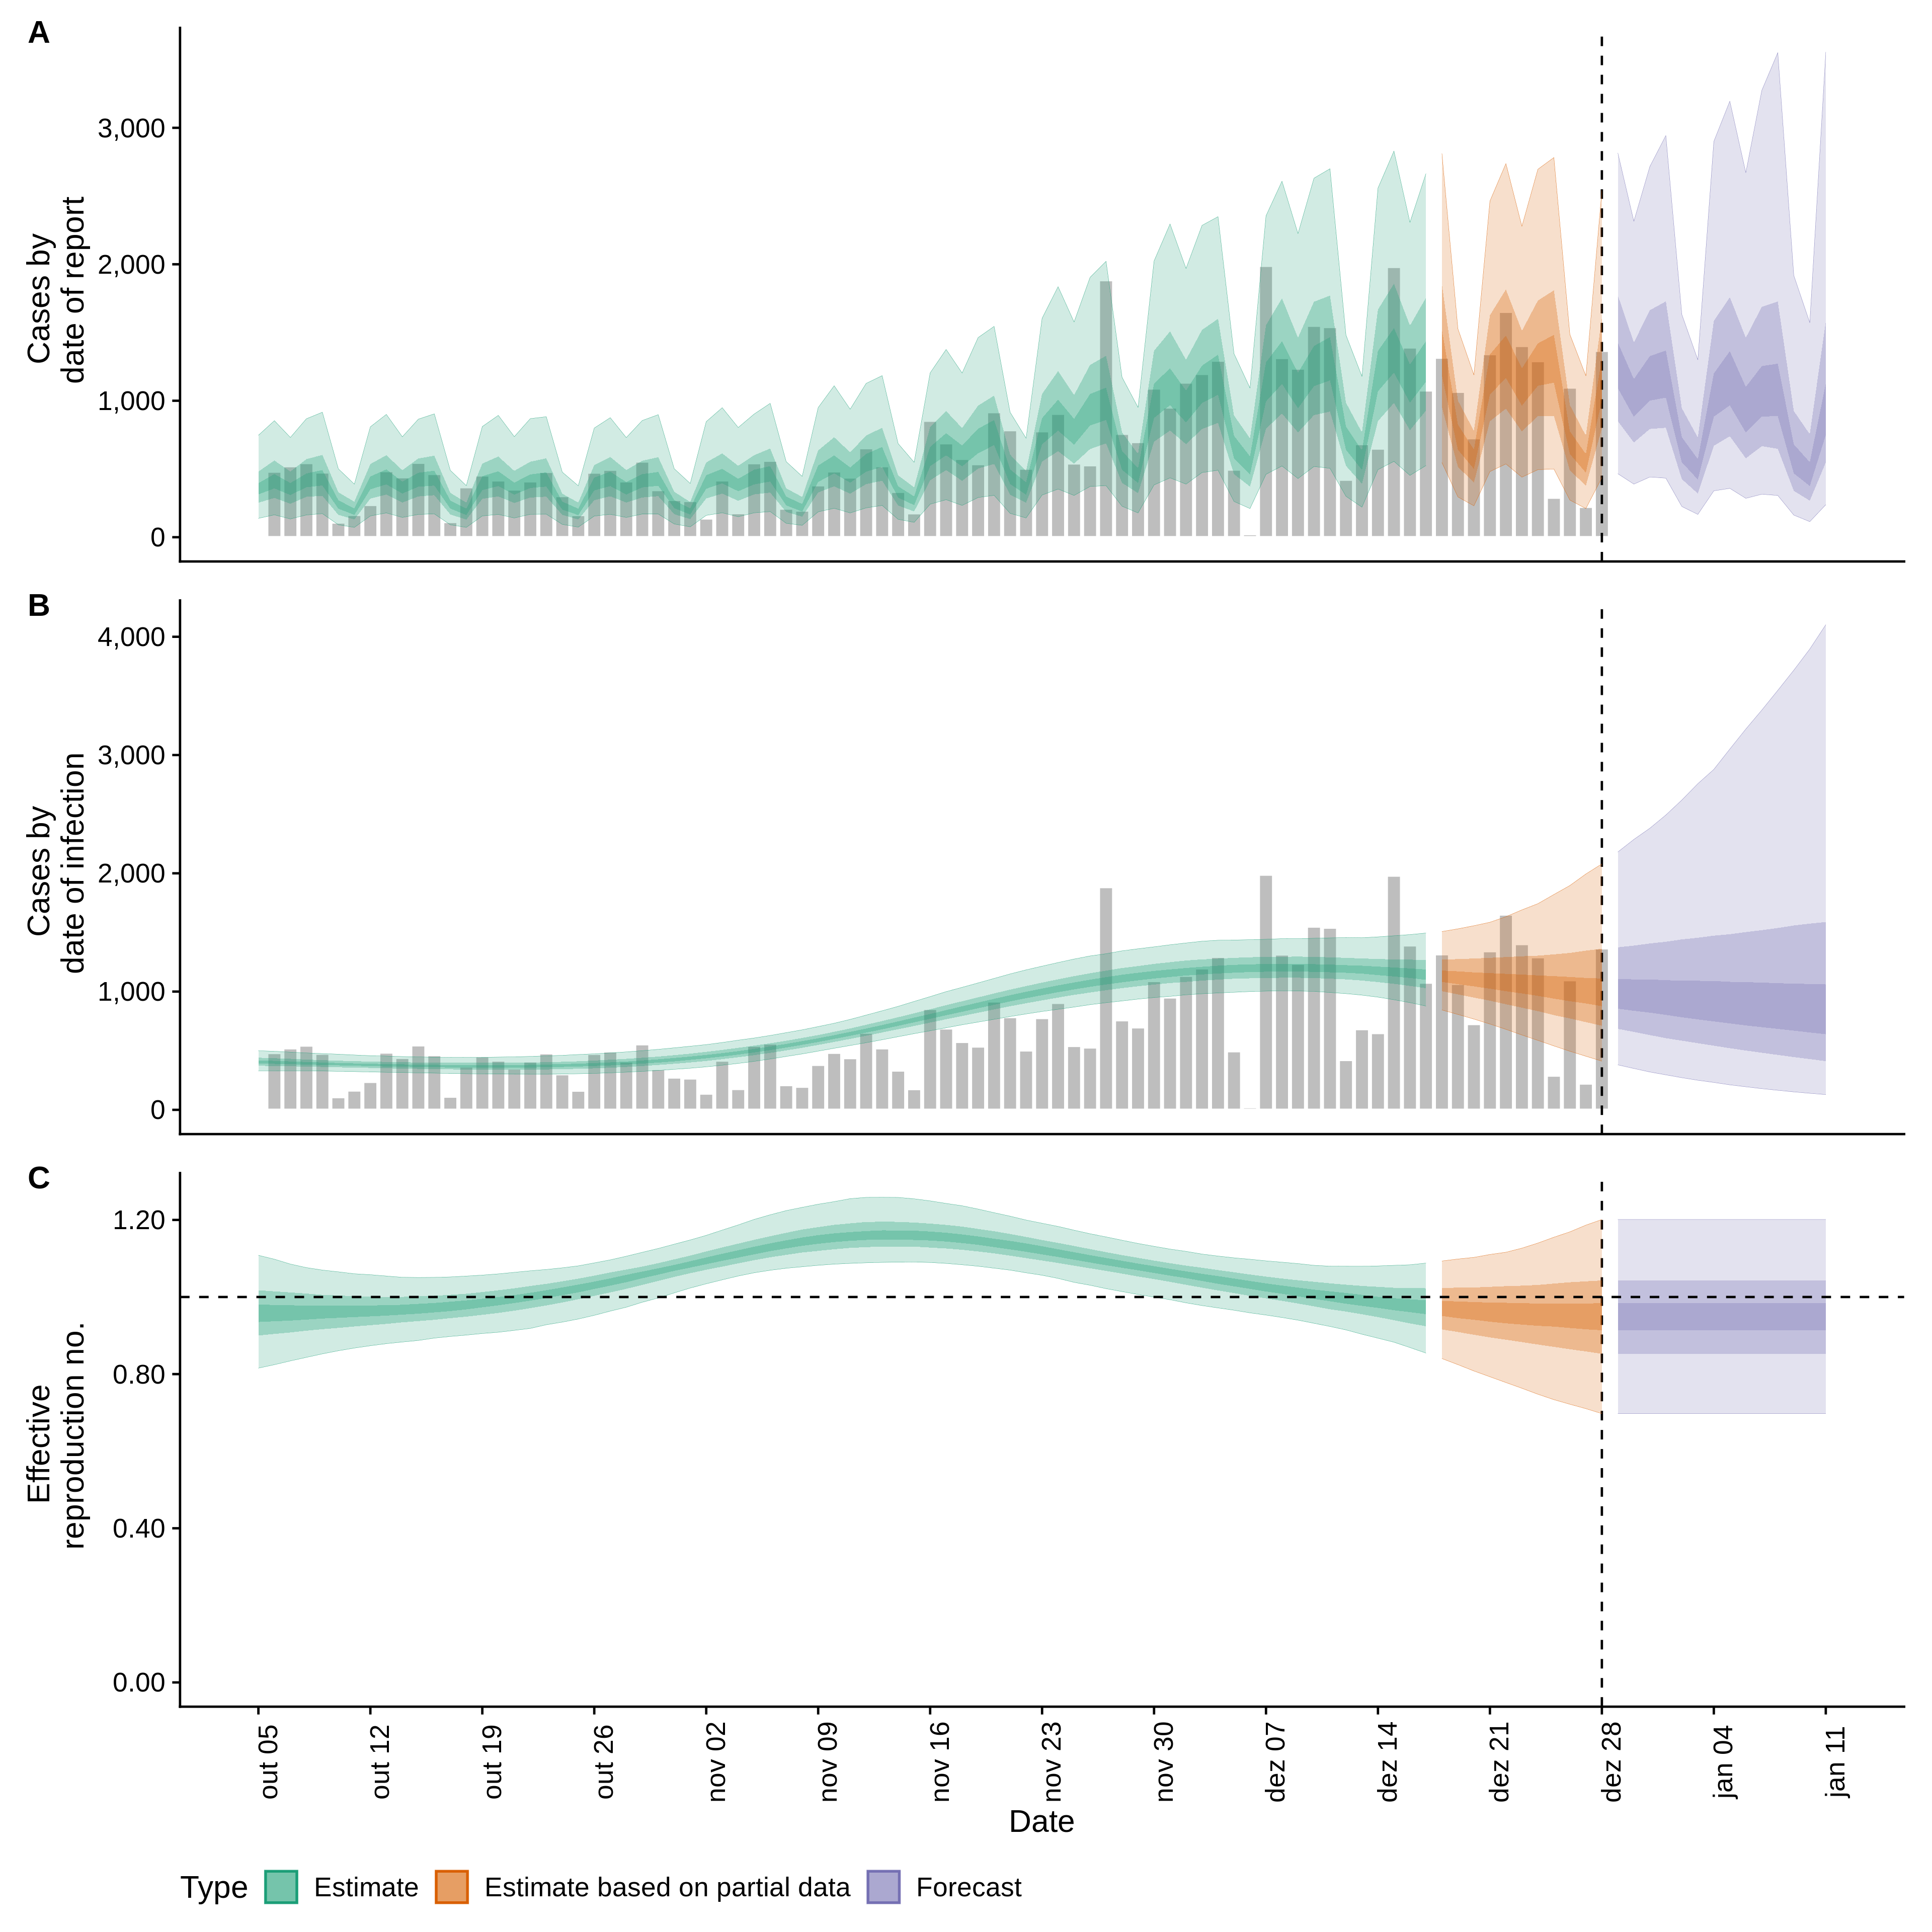 A
3,000
2,000
1,000
0
Cases by
date of report
B
4,000
3,000
2,000
1,000
0
Cases by
date of infection
C
1.20
0.80
0.40
0.00
Effective
reproduction no.
out 05
out 12
out 19
out 26
nov 02
nov 09
nov 16
nov 23
nov 30
dez 07
dez 14
dez 21
dez 28
jan 04
jan 11
Date
Type Estimate Estimate based on partial data Forecast